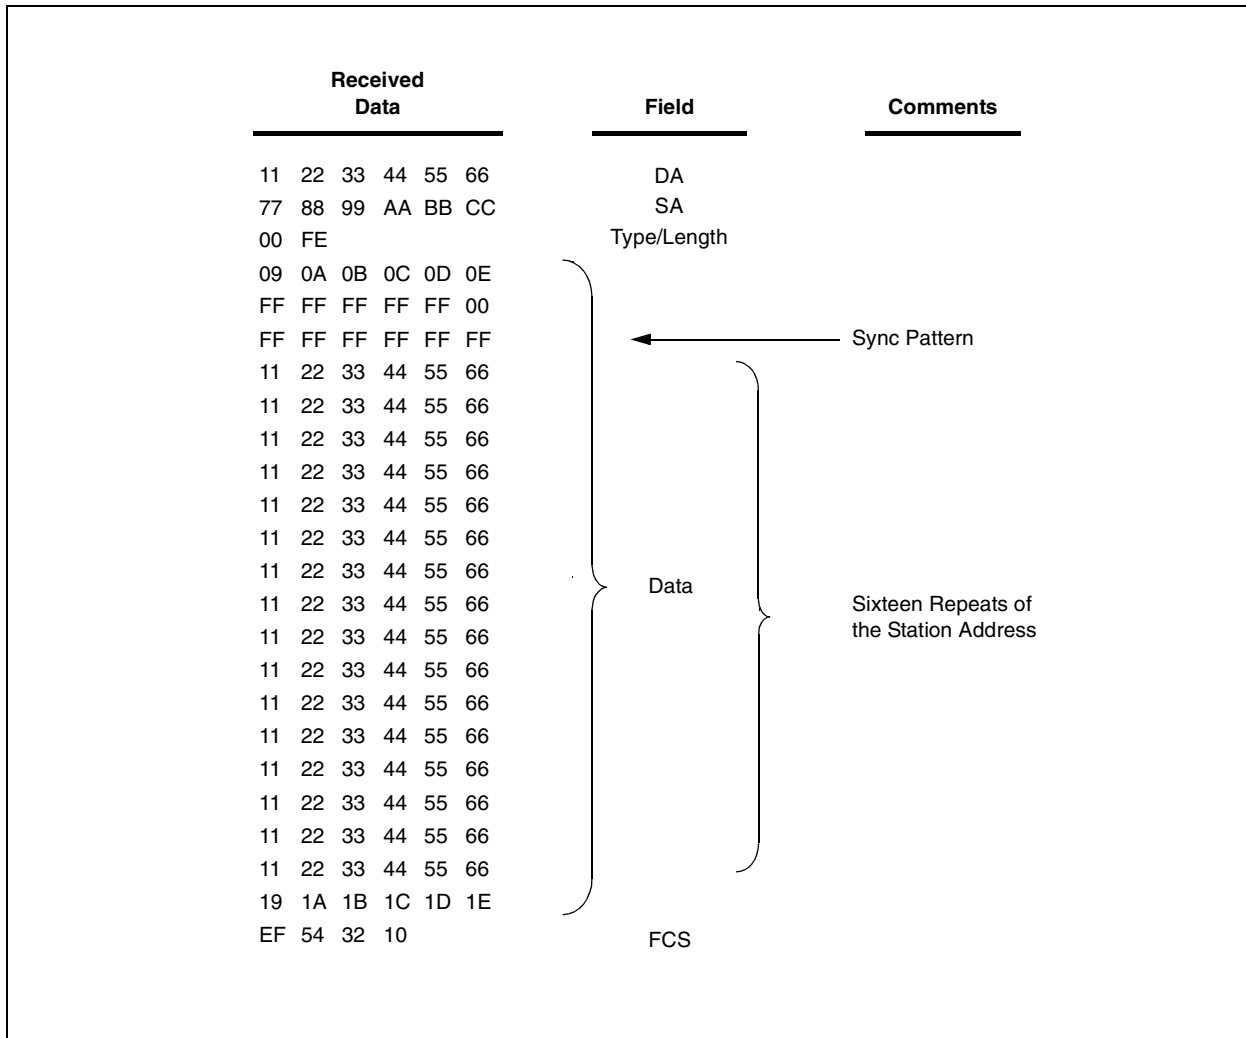 Received
Data Field Comments
11 22 33 44 55 66 DA
77 88 99 AA BB CC SA
00 FE Type/Length
09 0A 0B 0C 0D 0E
FF FF FF FF FF 00
FF FF FF FF FF FF Sync Pattern
11 22 33 44 55 66
11 22 33 44 55 66
11 22 33 44 55 66
11 22 33 44 55 66
11 22 33 44 55 66
11 22 33 44 55 66
11 22 33 44 55 66 Data
11 22 33 44 55 66 Sixteen Repeats of
11 22 33 44 55 66 the Station Address
11 22 33 44 55 66
11 22 33 44 55 66
11 22 33 44 55 66
11 22 33 44 55 66
11 22 33 44 55 66
11 22 33 44 55 66
11 22 33 44 55 66
19 1A 1B 1C 1D 1E
EF 54 32 10 FCS